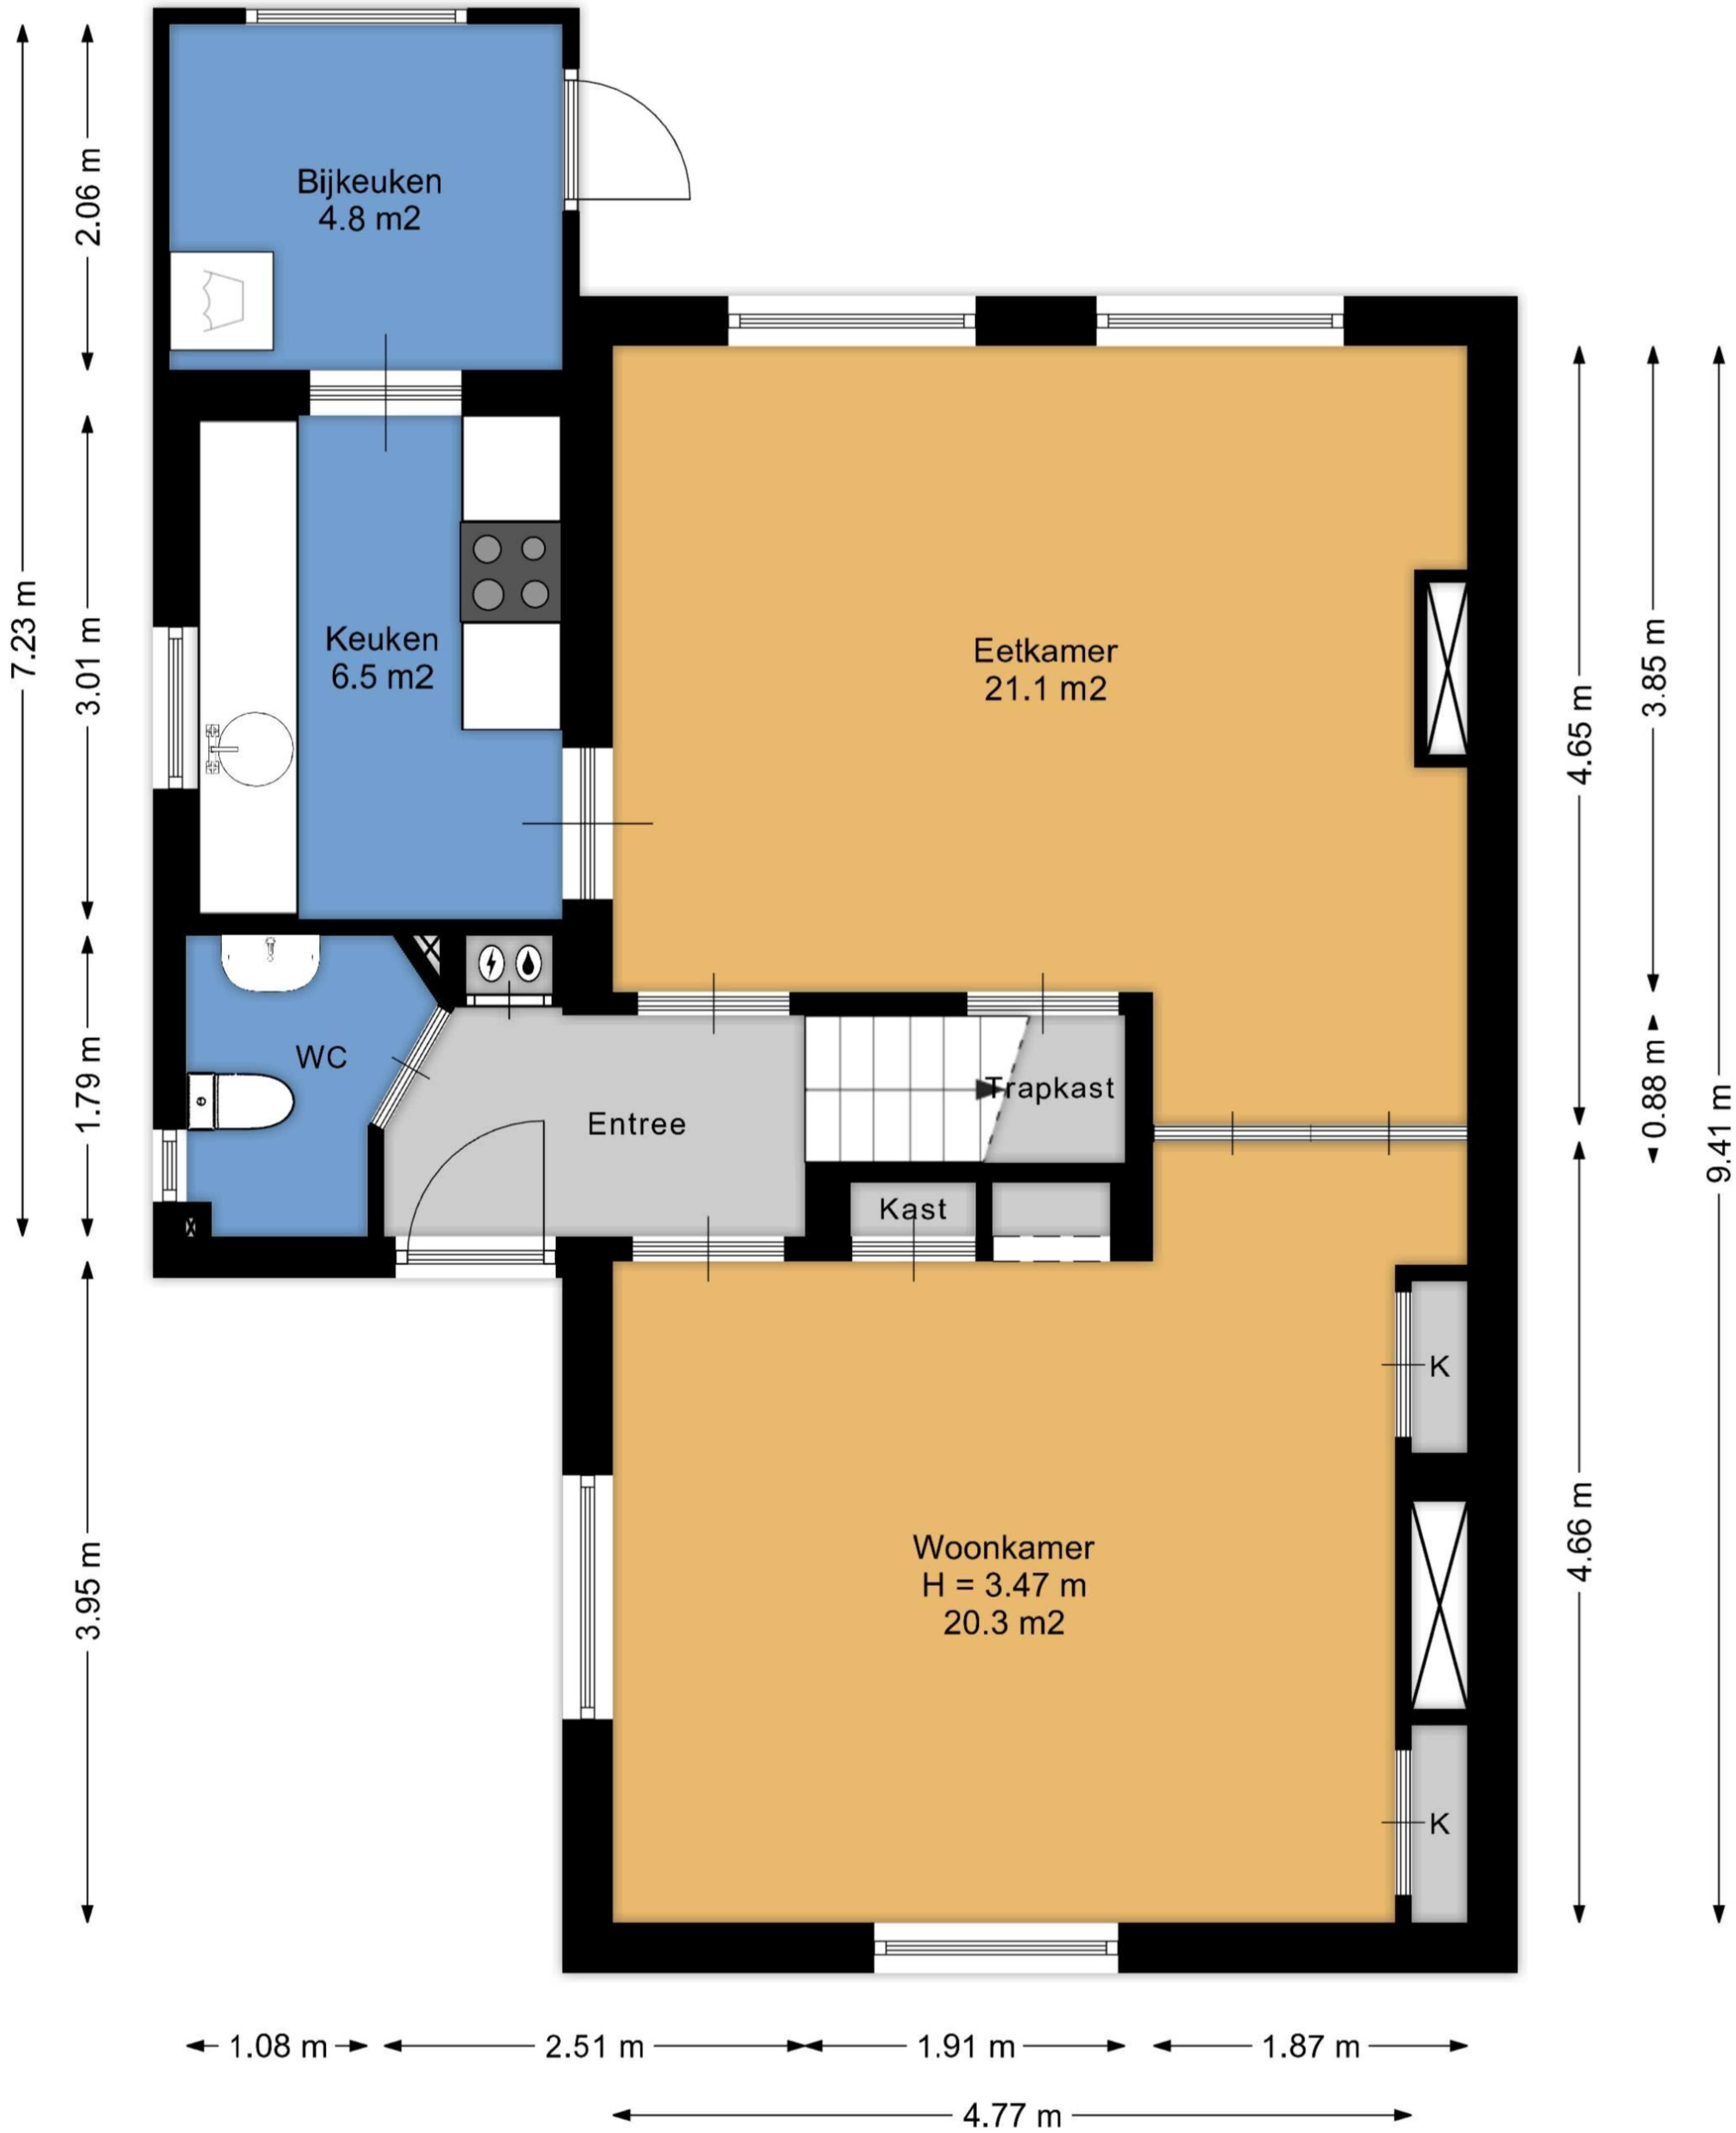 Bijkeuken
4.8 m2
2.06 m
7.23 m
3.01 m
Keuken
6.5 m2
Eetkamer
21.1 m2
4.65 m
3.85 m
WC
1.79 m
Entree
Trapkast
0.88 m
9.41 m
Kast
K
3.95 m
Woonkamer
H = 3.47 m
20.3 m2
4.66 m
K
1.08 m
2.51 m
1.91 m
1.87 m
4.77 m